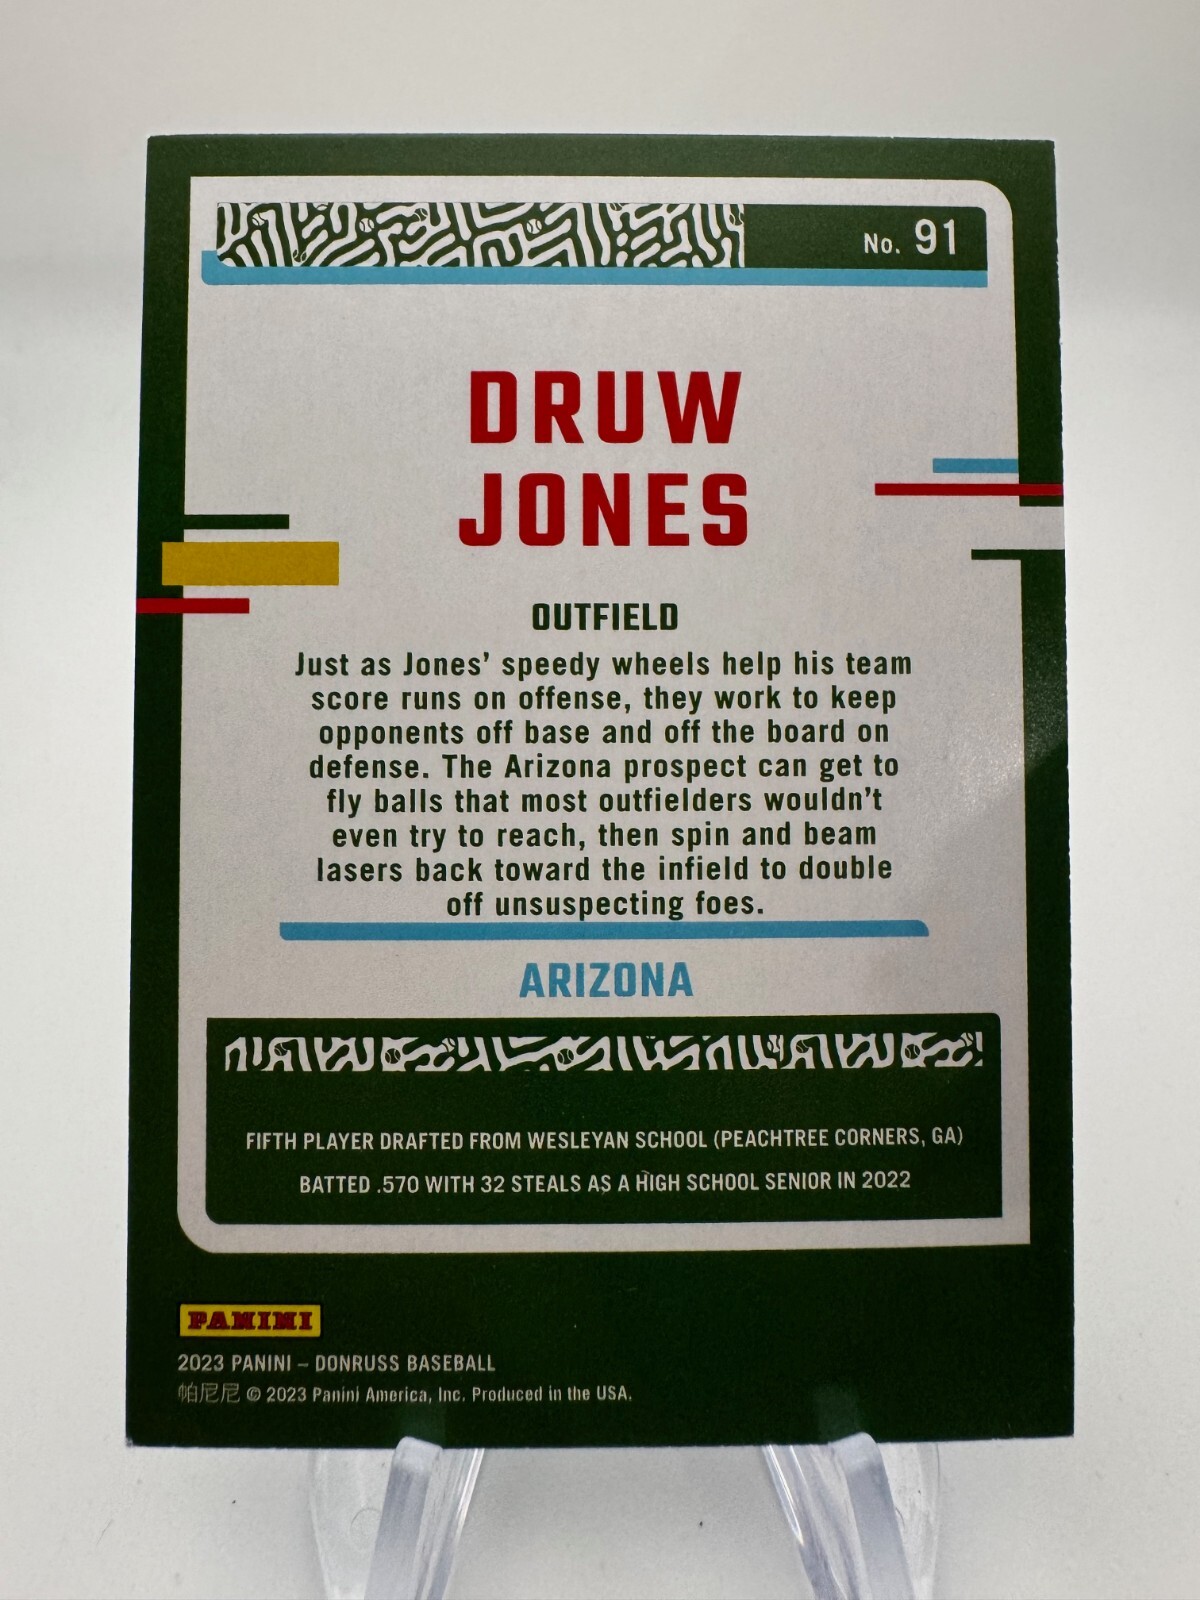 No. 91
DRUW
JONES
OUTFIELD
Just as Jones' speedy wheels help his team
score runs on offense, they work to keep
opponents off base and off the board on
defense. The Arizona prospect can get to
fly balls that most outfielders wouldn't
even try to reach, then spin and beam
lasers back toward the infield to double
off unsuspecting foes.
ARIZONA
FIFTH PLAYER DRAFTED FROM WESLEYAN SCHOOL (PEACHTREE CORNERS, GA)
BATTED .570 WITH 32 STEALS AS A HIGH SCHOOL SENIOR IN 2022
PANINI
2023 PANINI – DONRUSS BASEBALL
帕尼尼 © 2023 Panini America, Inc. Produced in the USA.